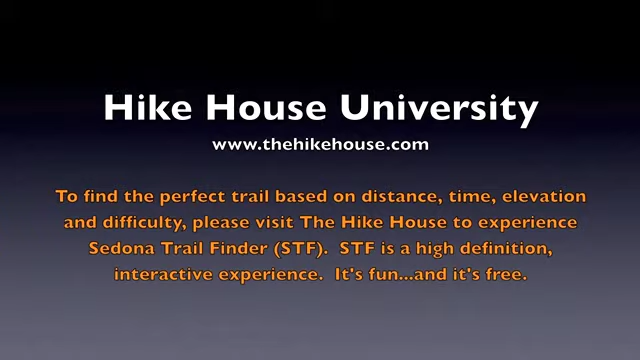 Hike House University
www.thehikehouse.com
To find the perfect trail based on distance, time, elevation
and difficulty, please visit The Hike House to experience
Sedona Trail Finder (STF).  STF is a high definition,
interactive experience.  It's fun...and it's free.